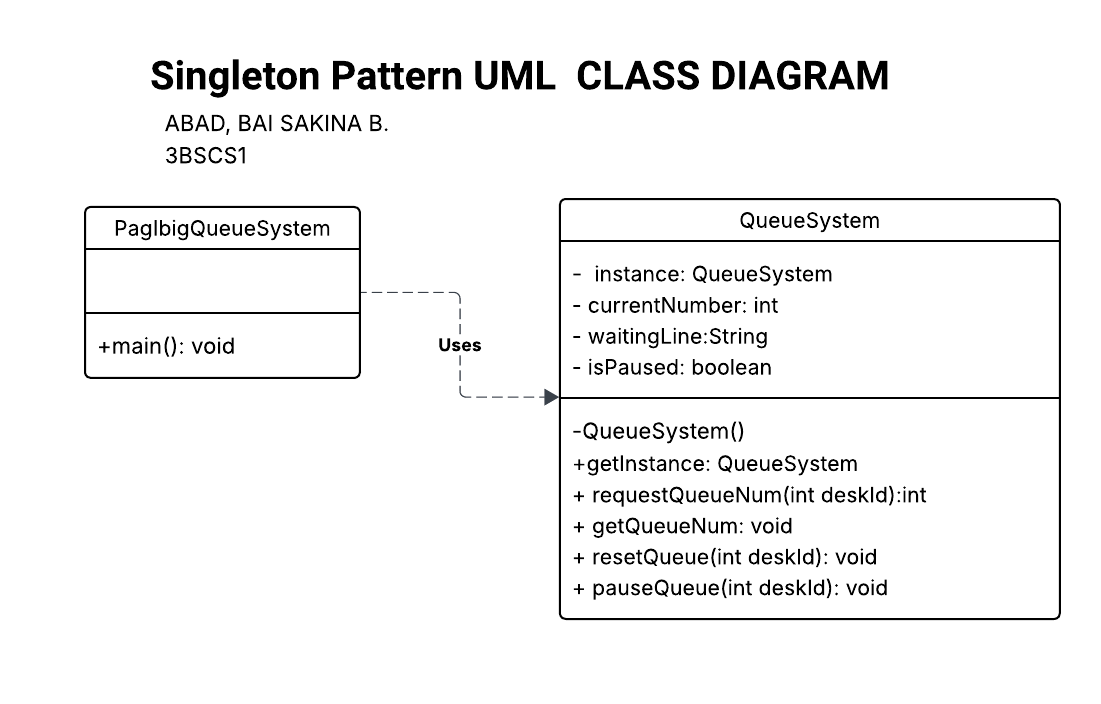 Singleton Pattern UML  CLASS DIAGRAM
ABAD, BAI SAKINA B.
3BSCS1
PagIbigQueueSystem
+main(): void
Uses
QueueSystem
-  instance: QueueSystem
- currentNumber: int
- waitingLine:String
- isPaused: boolean
-QueueSystem()
+getInstance: QueueSystem
+ requestQueueNum(int deskId):int
+ getQueueNum: void
+ resetQueue(int deskId): void
+ pauseQueue(int deskId): void